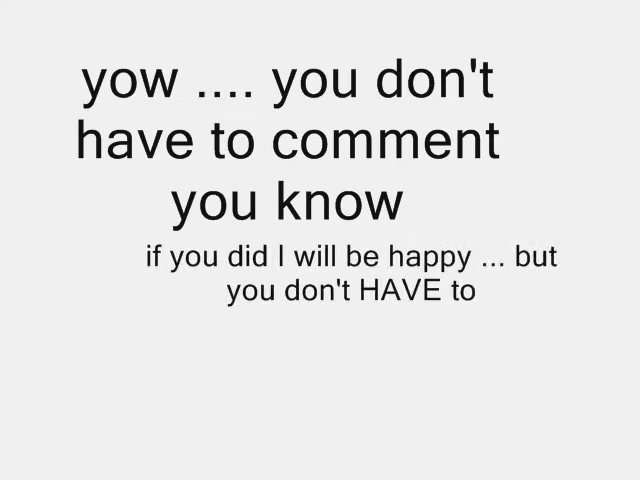 yow .... you don't
have to comment
you know
if you did I will be happy ... but
you don't HAVE to